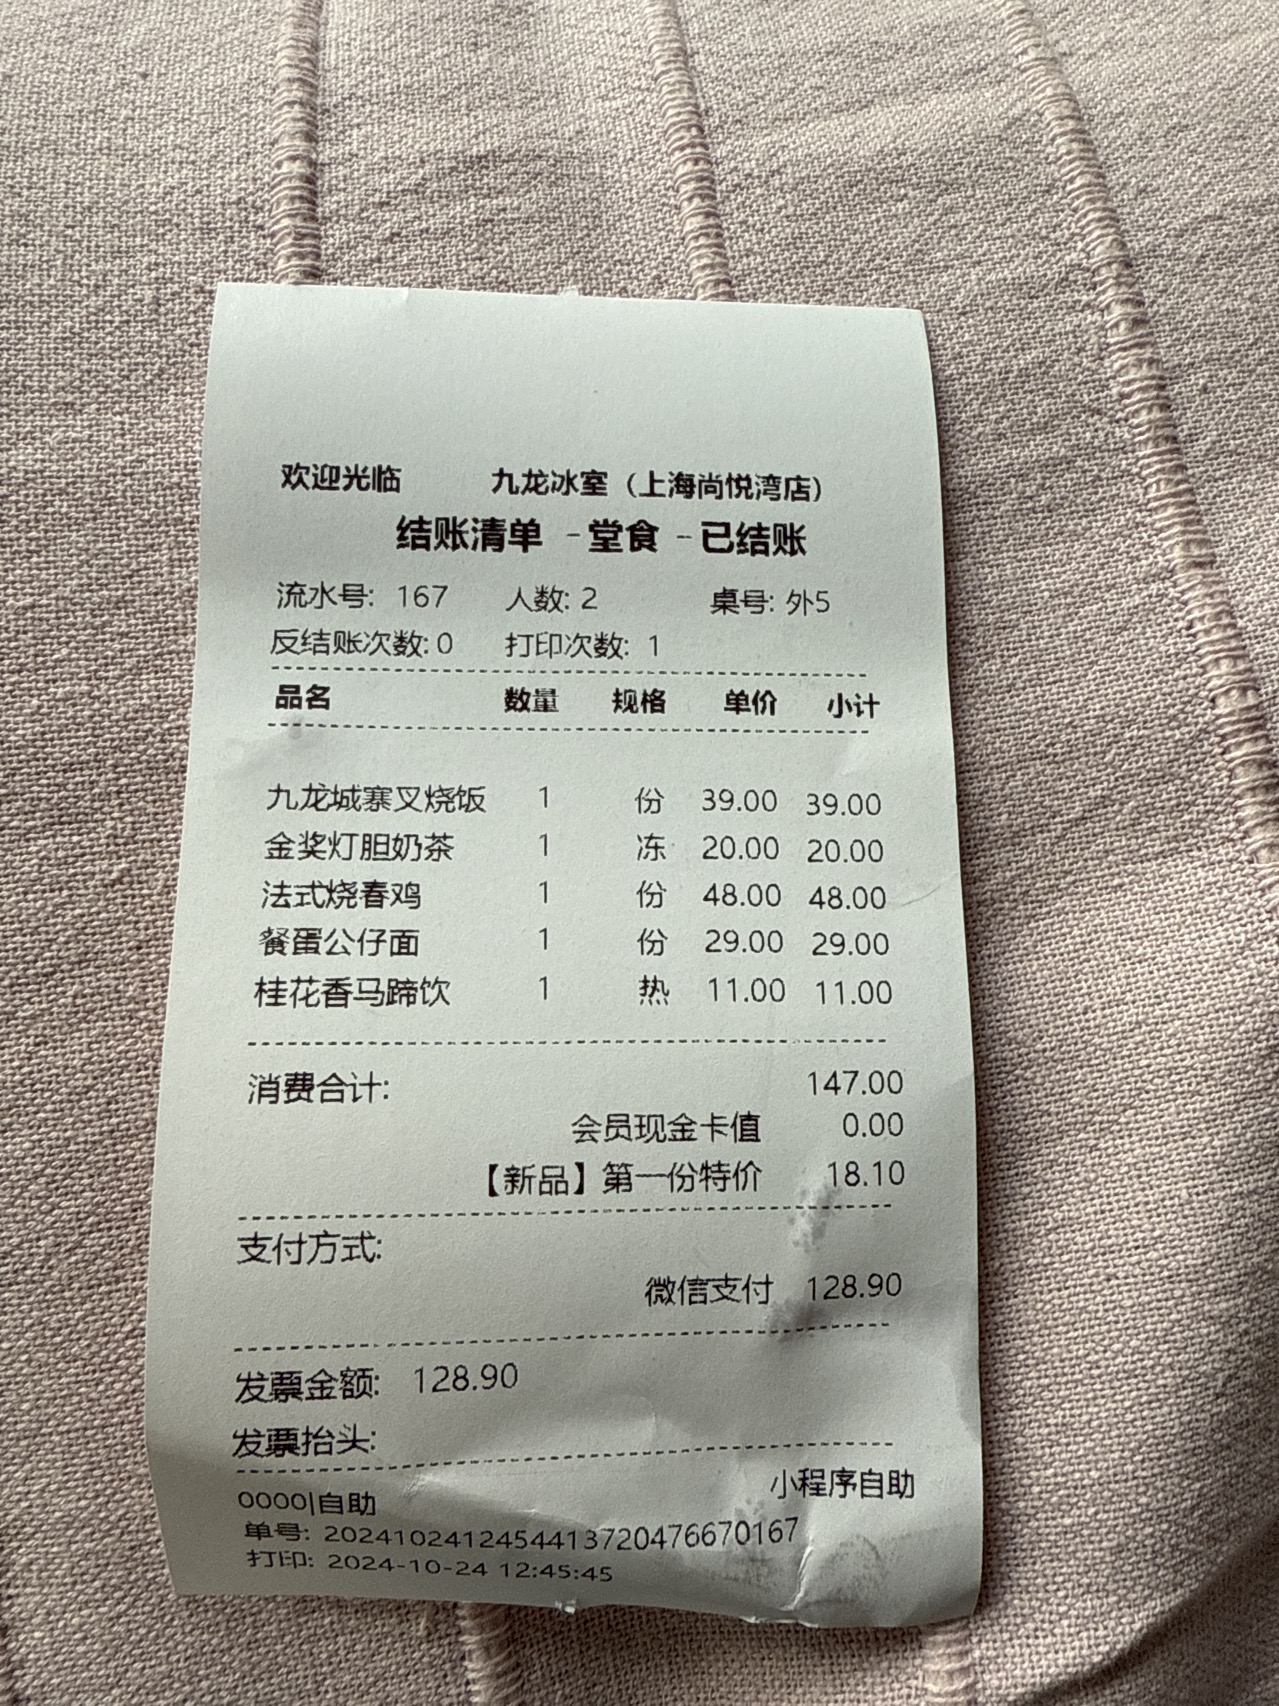 欢迎光临 九龙冰室（上海尚悦湾店）
结账清单 -堂食 -已结账
流水号: 167 人数: 2 桌号: 外5
反结账次数: 0 打印次数: 1
品名 数量 规格 单价 小计
九龙城寨叉烧饭 1 份 39.00 39.00
金奖灯胆奶茶 1 冻 20.00 20.00
法式烧春鸡 1 份 48.00 48.00
餐蛋公仔面 1 份 29.00 29.00
桂花香马蹄饮 1 热 11.00 11.00
消费合计: 147.00
会员现金卡值 0.00
【新品】第一份特价 18.10
支付方式:
微信支付 128.90
发票金额: 128.90
发票抬头:
小程序自助
0000|自助
单号: 2024102412454413720476670167
打印: 2024-10-24 12:45:45